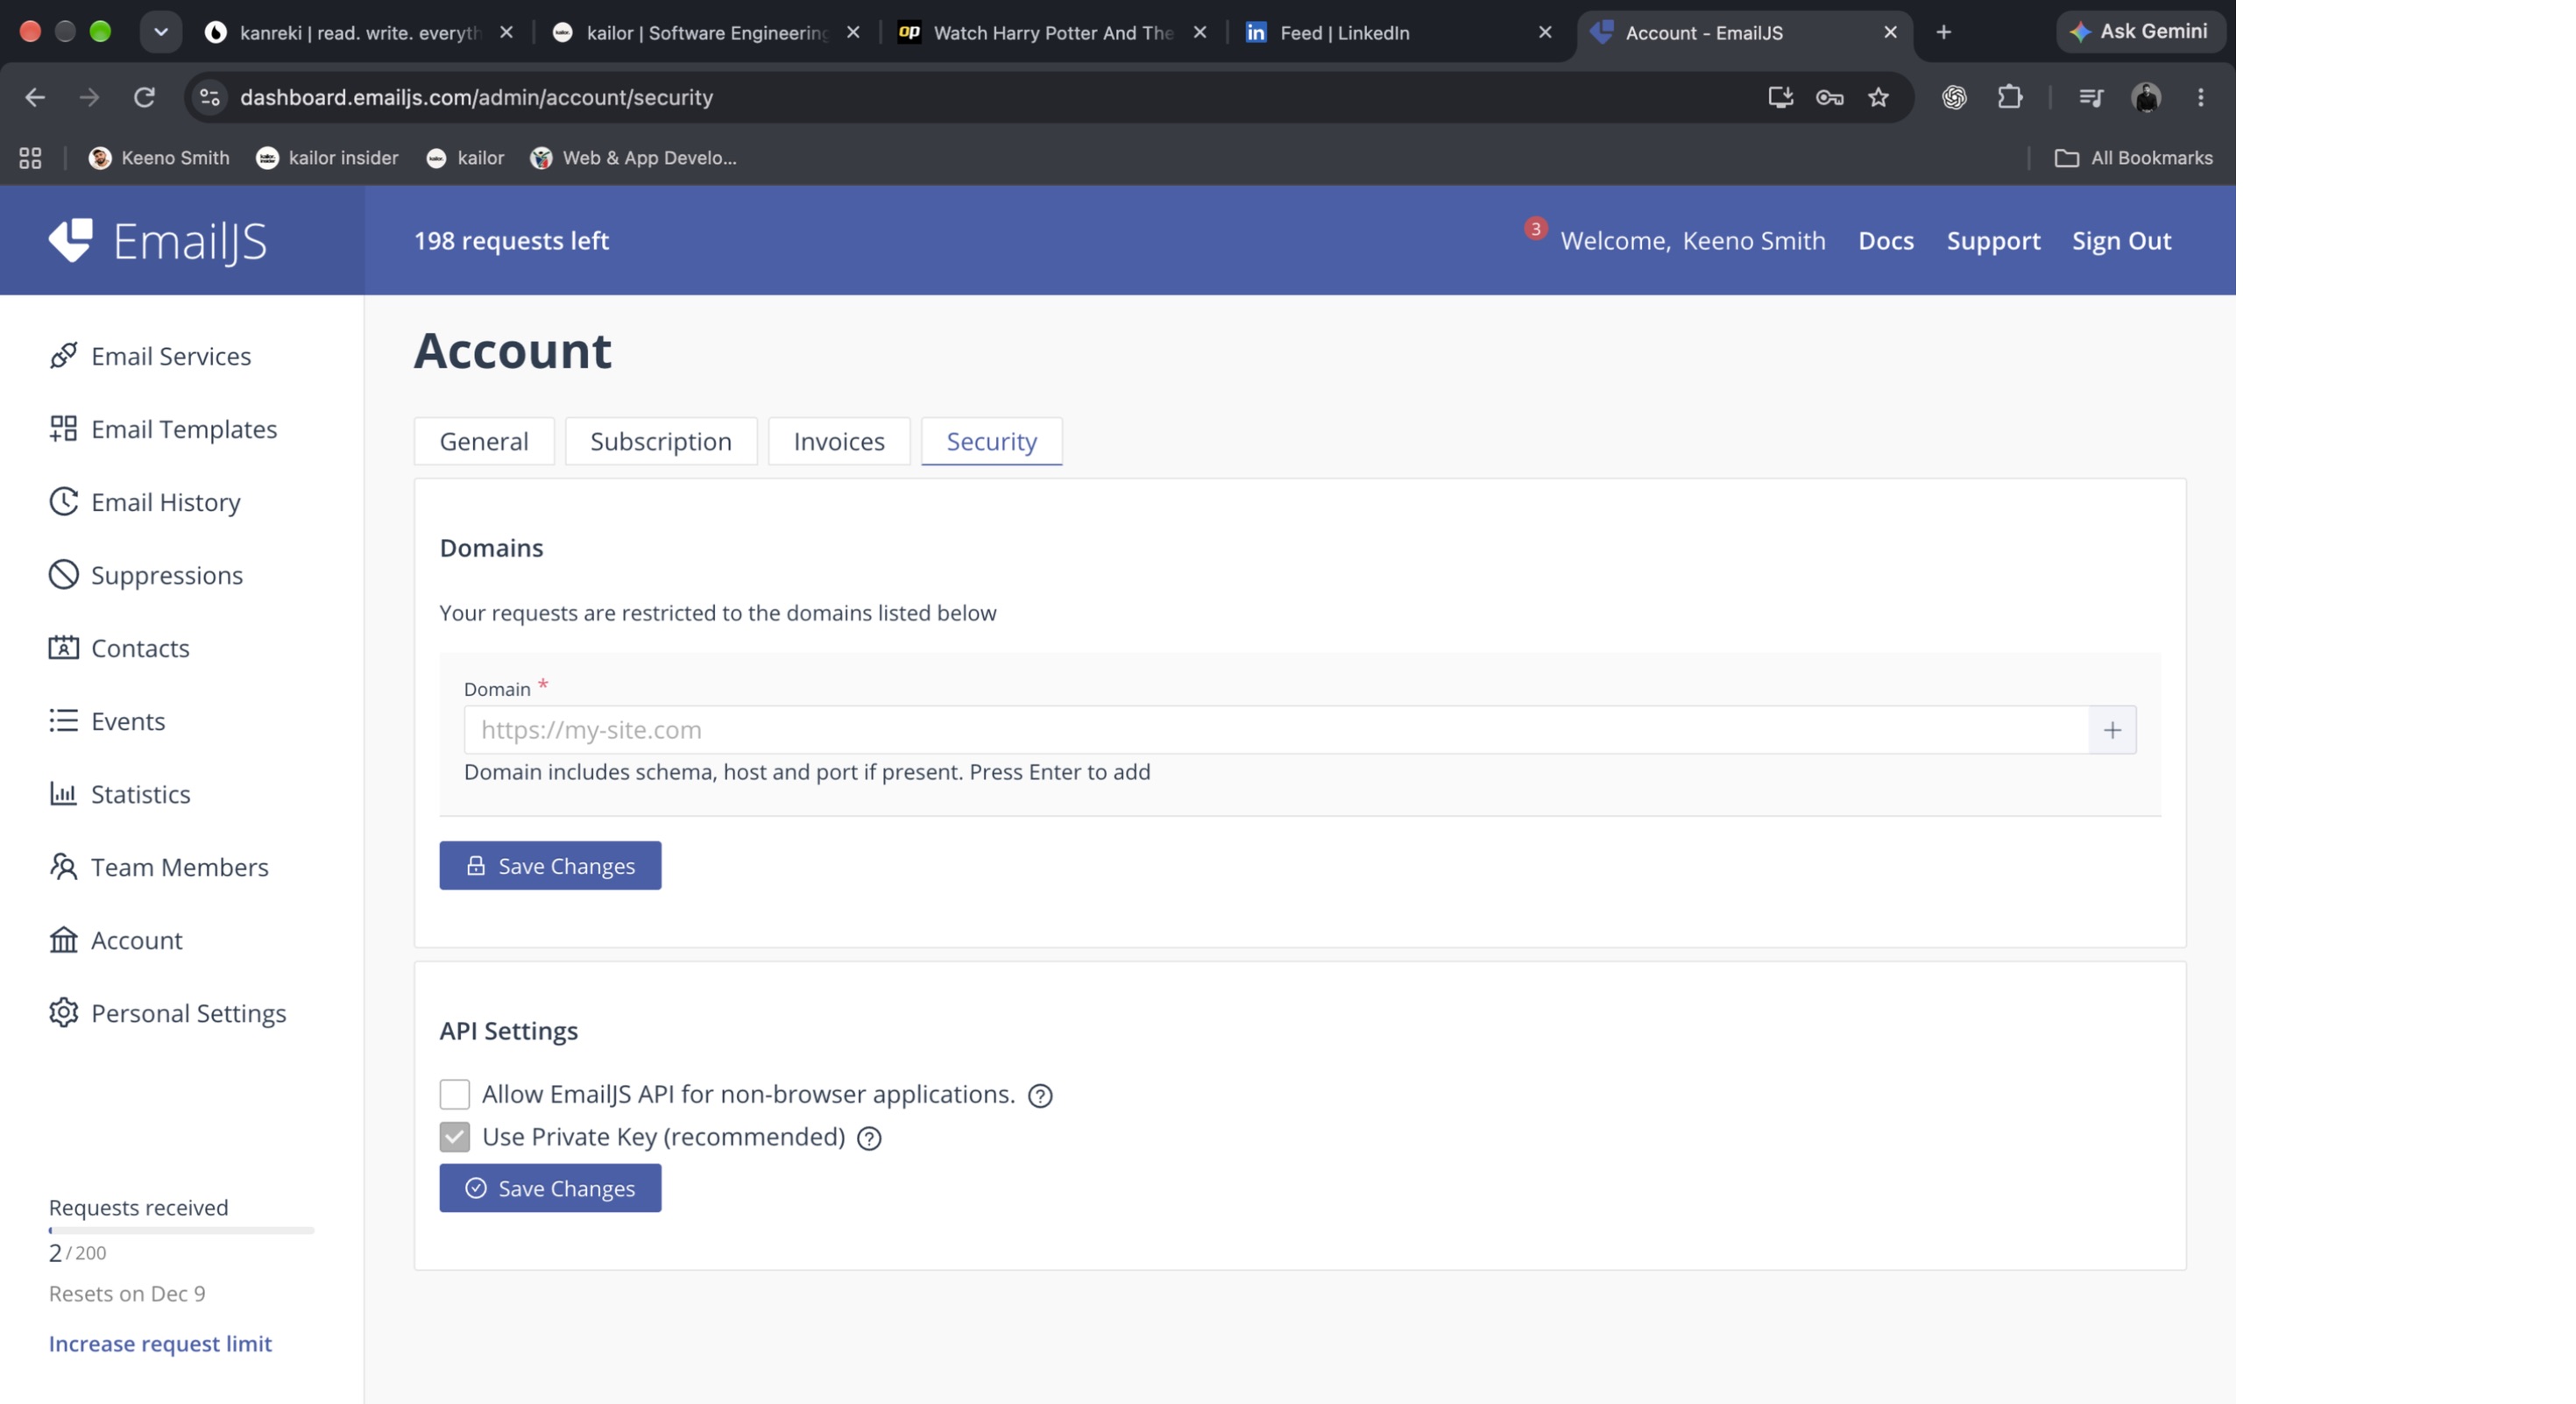 kanreki | read. write. everyth
kailor | Software Engineering
op Watch Harry Potter And The
in Feed | LinkedIn
Account - EmailJS
Ask Gemini
dashboard.emailjs.com/admin/account/security
Keeno Smith
kailor insider
kailor
Web & App Develo...
All Bookmarks
EmailJS
198 requests left
3
Welcome, Keeno Smith
Docs
Support
Sign Out
Email Services
Email Templates
Email History
Suppressions
Contacts
Events
Statistics
Team Members
Account
Personal Settings
Requests received
2 / 200
Resets on Dec 9
Increase request limit
Account
General
Subscription
Invoices
Security
Domains
Your requests are restricted to the domains listed below
Domain *
https://my-site.com
Domain includes schema, host and port if present. Press Enter to add
Save Changes
API Settings
Allow EmailJS API for non-browser applications.
Use Private Key (recommended)
Save Changes